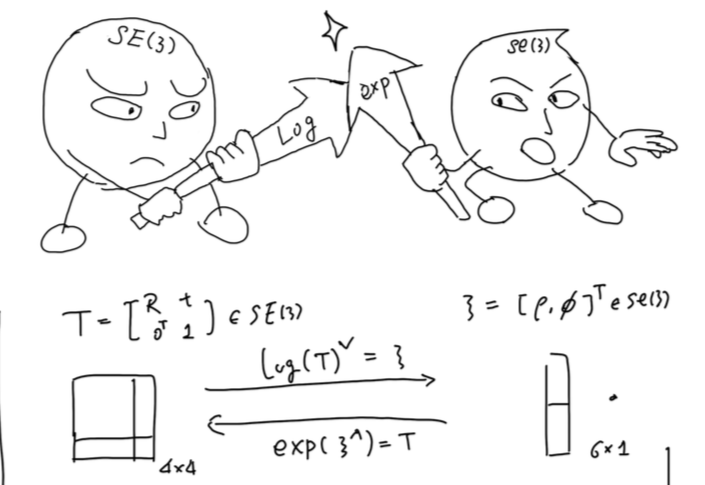 SE(3)
se(3)
Log
exp
T = [R t 0ᵀ 1] ∈ SE(3)
ξ = [ρ, φ]ᵀ ∈ se(3)
Log(T)ᵛ = ξ
exp(ξ^) = T
4×4
6×1